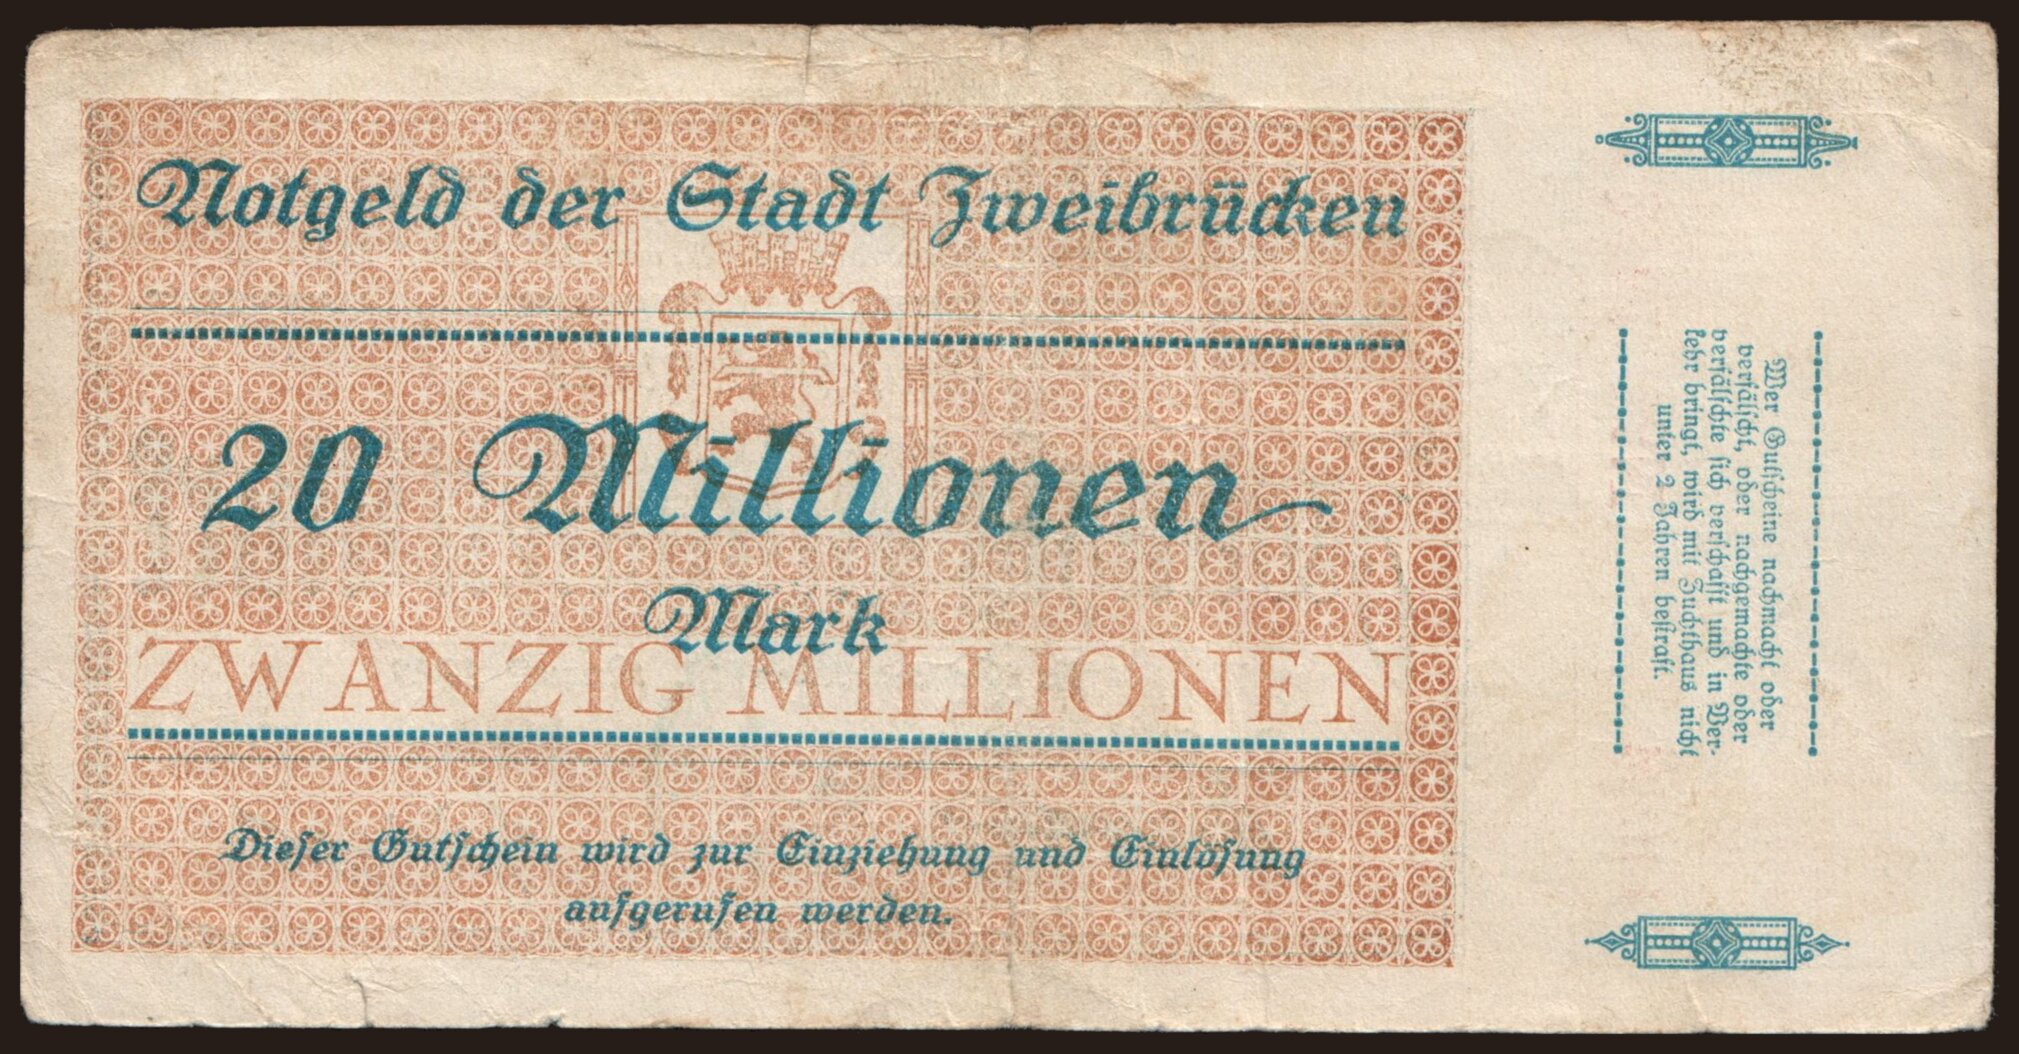 Notgeld der Stadt Zweibrücken
20 Millionen
Mark
ZWANZIG MILLIONEN
Dieser Gutschein wird zur Einziehung und Einlösung
aufgerufen werden.
Wer Gutscheine nachmacht oder
verfälscht, oder nachgemachte oder
verfälschte sich verschafft und in Ver-
kehr bringt, wird mit Zuchthaus nicht
unter 2 Jahren bestraft.